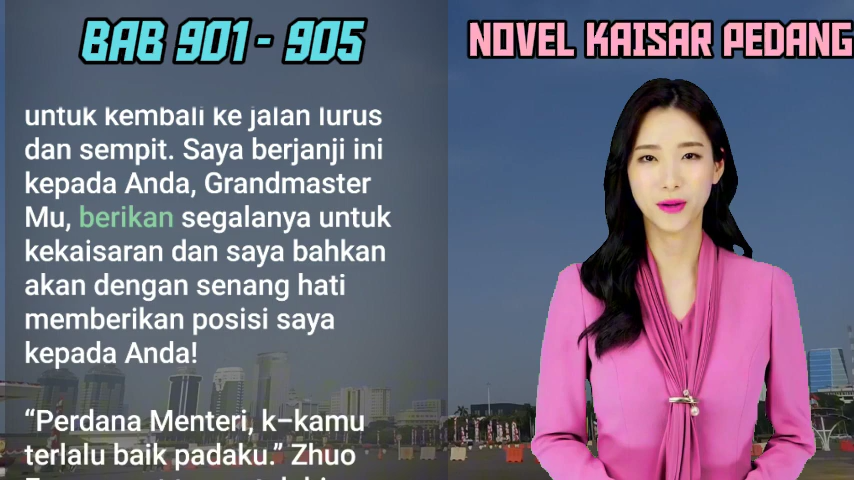 BAB 901 - 905
NOVEL KAISAR PEDANG
untuk kembali ke jalan lurus
dan sempit. Saya berjanji ini
kepada Anda, Grandmaster
Mu, berikan segalanya untuk
kekaisaran dan saya bahkan
akan dengan senang hati
memberikan posisi saya
kepada Anda!
“Perdana Menteri, k–kamu
terlalu baik padaku.” Zhuo